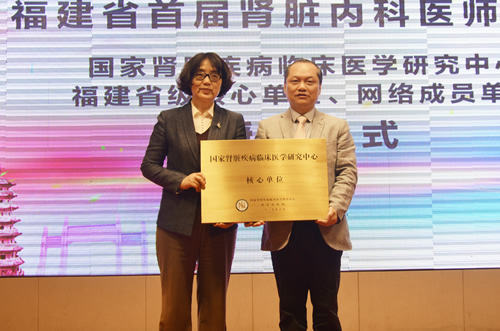 福建省首届肾脏内科医师
国家肾 疾病临床医学研究中心
福建省级 心单 、网络成员单
式
国家肾脏疾病临床医学研究中心
核心单位